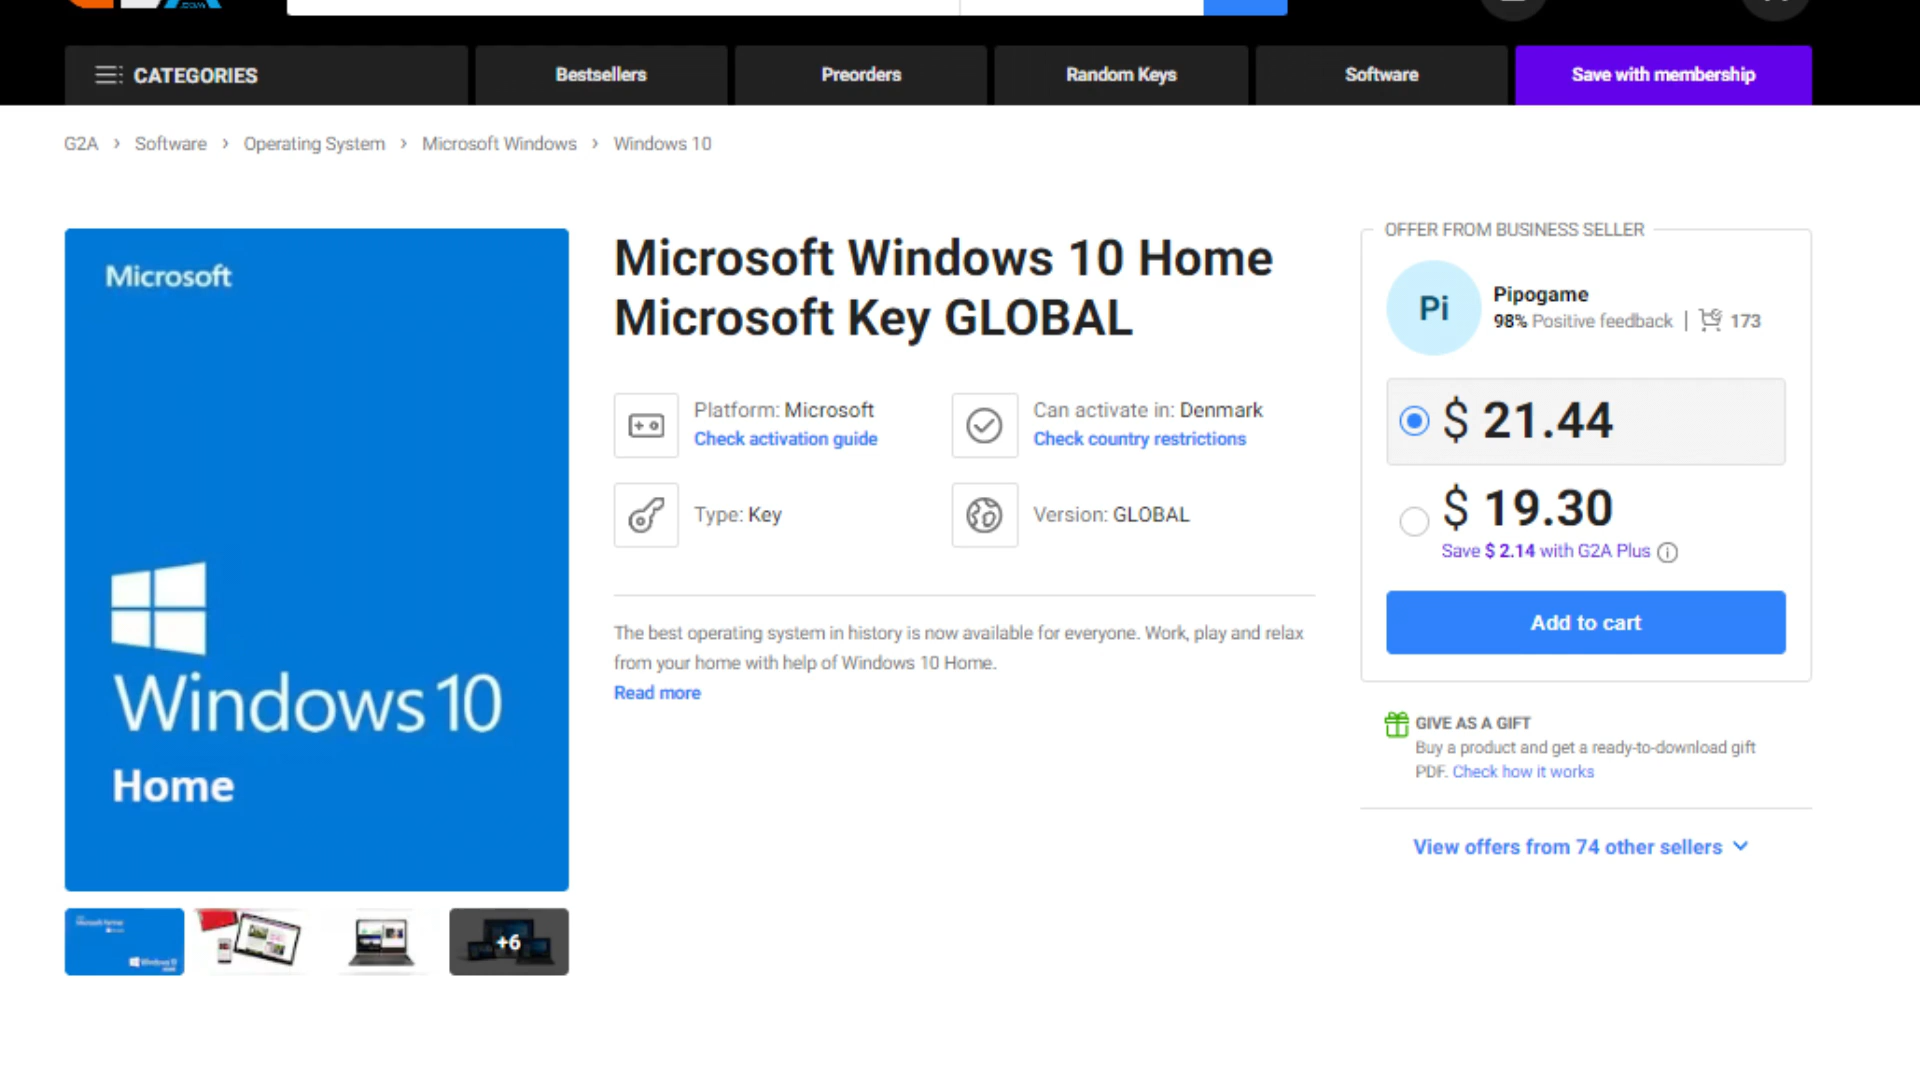 .com
CATEGORIES
Bestsellers
Preorders
Random Keys
Software
Save with membership
G2A > Software > Operating System > Microsoft Windows > Windows 10
Microsoft
Windows 10
Home
Microsoft Windows 10 Home
Microsoft Key GLOBAL
Platform: Microsoft
Check activation guide
Can activate in: Denmark
Check country restrictions
Type: Key
Version: GLOBAL
The best operating system in history is now available for everyone. Work, play and relax
from your home with help of Windows 10 Home.
Read more
OFFER FROM BUSINESS SELLER
Pi
Pipogame
98% Positive feedback | 173
$ 21.44
$ 19.30
Save $ 2.14 with G2A Plus
Add to cart
GIVE AS A GIFT
Buy a product and get a ready-to-download gift
PDF. Check how it works
View offers from 74 other sellers
+6